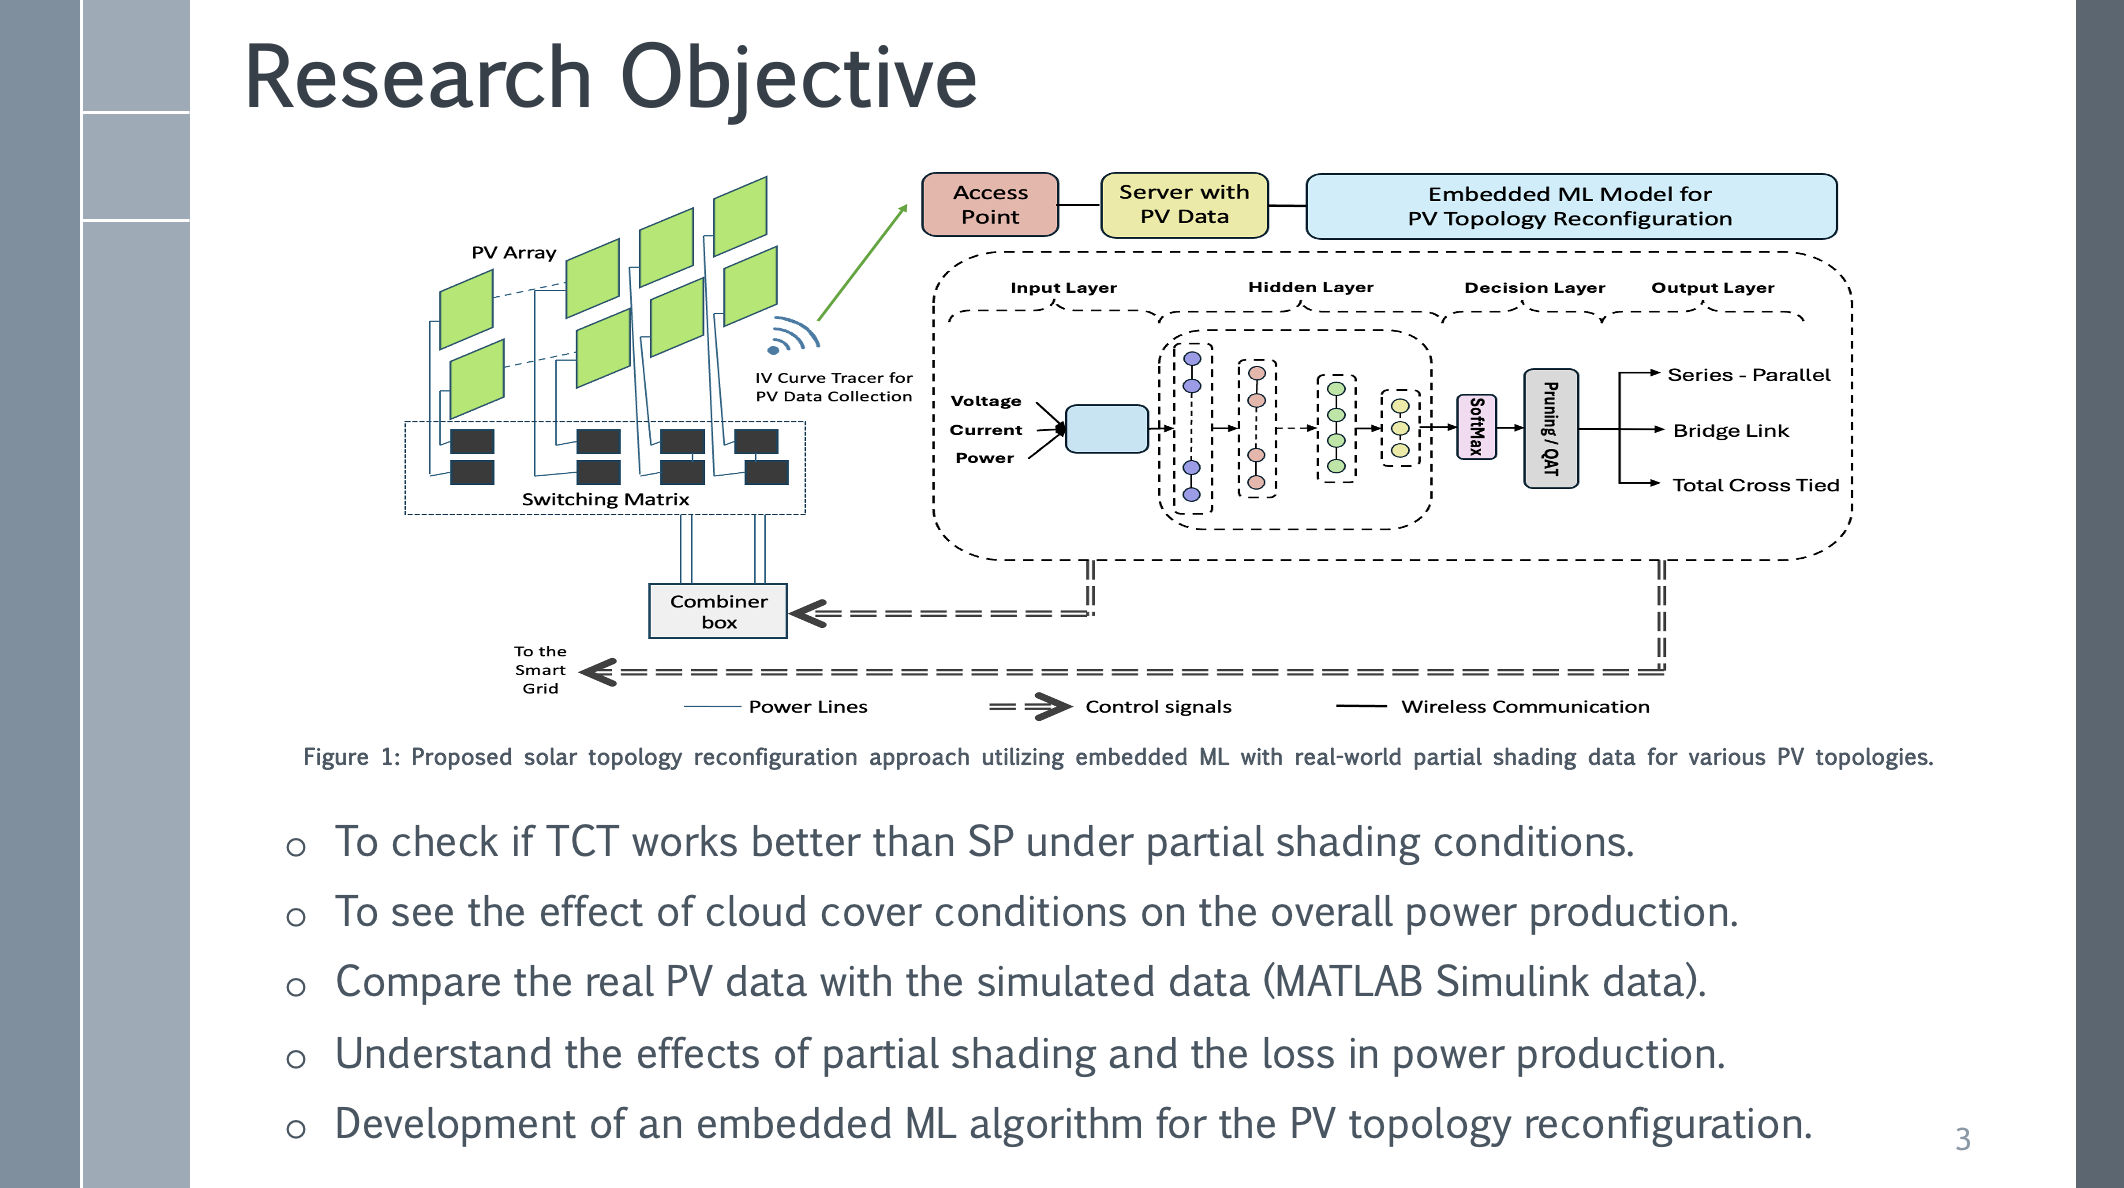 Research Objective
PV Array
IV Curve Tracer for
PV Data Collection
Switching Matrix
Combiner
box
To the
Smart
Grid
Access
Point
Server with
PV Data
Embedded ML Model for
PV Topology Reconfiguration
Input Layer
Hidden Layer
Decision Layer
Output Layer
Voltage
Current
Power
SoftMax
Pruning / QAT
Series - Parallel
Bridge Link
Total Cross Tied
Power Lines
Control signals
Wireless Communication
Figure 1: Proposed solar topology reconfiguration approach utilizing embedded ML with real-world partial shading data for various PV topologies.
To check if TCT works better than SP under partial shading conditions.
To see the effect of cloud cover conditions on the overall power production.
Compare the real PV data with the simulated data (MATLAB Simulink data).
Understand the effects of partial shading and the loss in power production.
Development of an embedded ML algorithm for the PV topology reconfiguration.
3